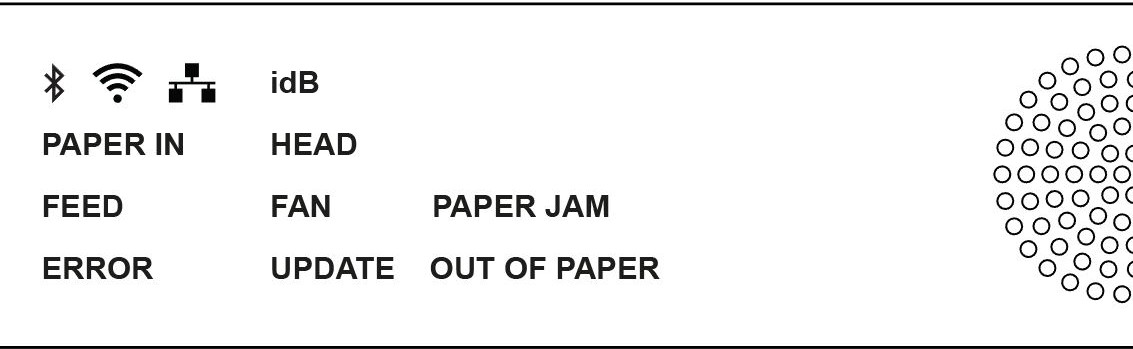 idB
PAPER IN HEAD
FEED FAN PAPER JAM
ERROR UPDATE OUT OF PAPER